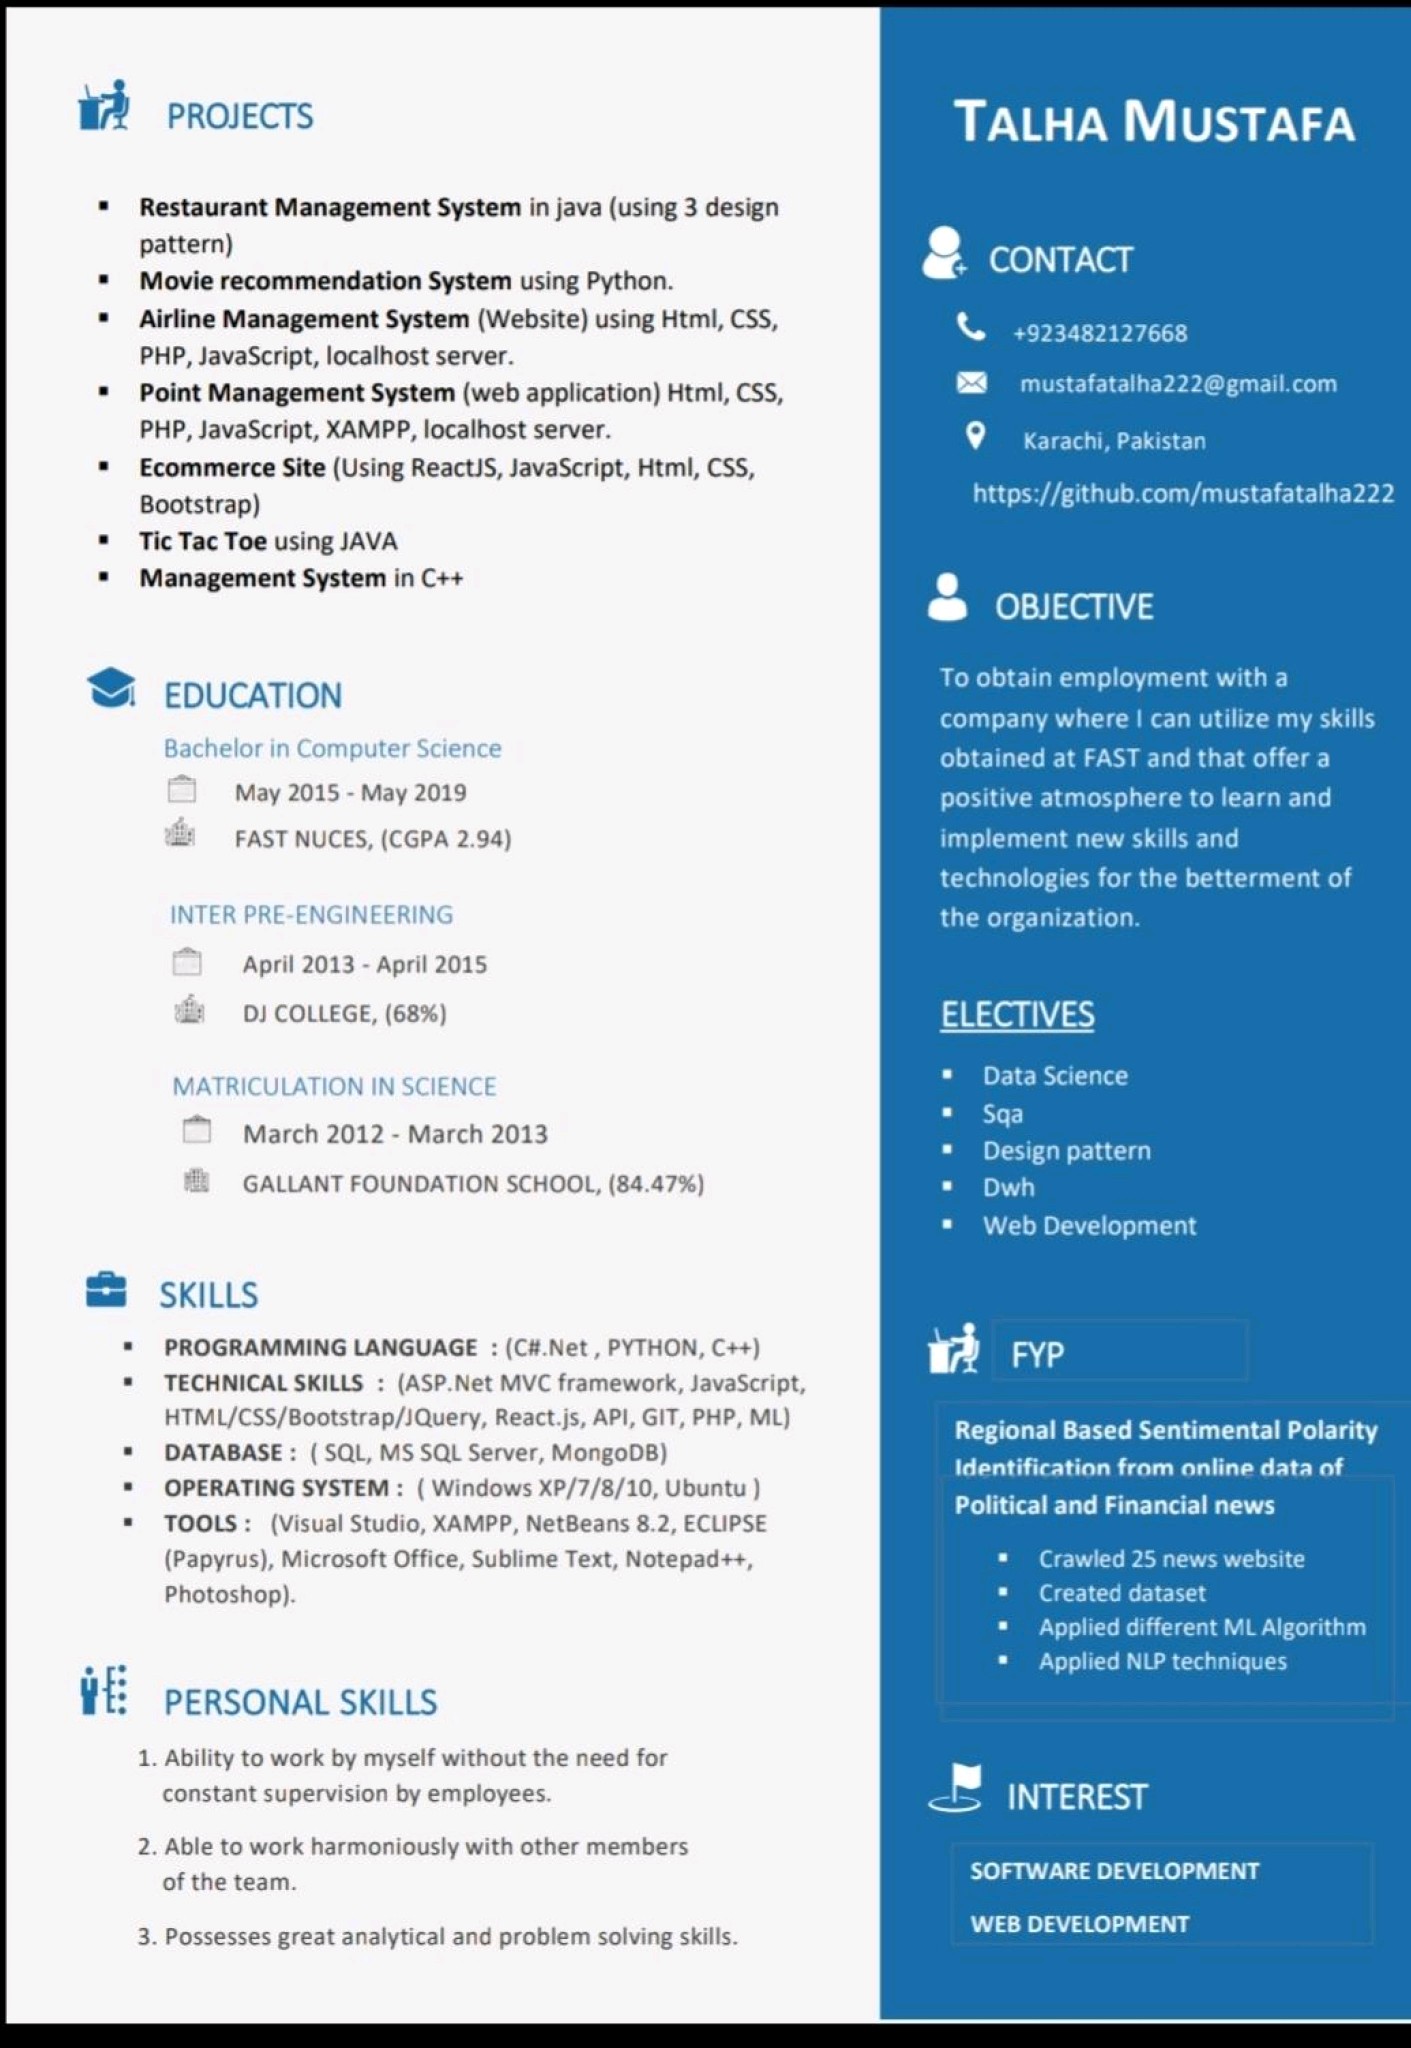 PROJECTS
Restaurant Management System in java (using 3 design
pattern)
Movie recommendation System using Python.
Airline Management System (Website) using Html, CSS,
PHP, JavaScript, localhost server.
Point Management System (web application) Html, CSS,
PHP, JavaScript, XAMPP, localhost server.
Ecommerce Site (Using ReactJS, JavaScript, Html, CSS,
Bootstrap)
Tic Tac Toe using JAVA
Management System in C++
EDUCATION
Bachelor in Computer Science
May 2015 - May 2019
FAST NUCES, (CGPA 2.94)
INTER PRE-ENGINEERING
April 2013 - April 2015
DJ COLLEGE, (68%)
MATRICULATION IN SCIENCE
March 2012 - March 2013
GALLANT FOUNDATION SCHOOL, (84.47%)
SKILLS
PROGRAMMING LANGUAGE : (C#.Net , PYTHON, C++)
TECHNICAL SKILLS : (ASP.Net MVC framework, JavaScript,
HTML/CSS/Bootstrap/JQuery, React.js, API, GIT, PHP, ML)
DATABASE : ( SQL, MS SQL Server, MongoDB)
OPERATING SYSTEM : ( Windows XP/7/8/10, Ubuntu )
TOOLS : (Visual Studio, XAMPP, NetBeans 8.2, ECLIPSE
(Papyrus), Microsoft Office, Sublime Text, Notepad++,
Photoshop).
PERSONAL SKILLS
1. Ability to work by myself without the need for
constant supervision by employees.
2. Able to work harmoniously with other members
of the team.
3. Possesses great analytical and problem solving skills.
TALHA MUSTAFA
CONTACT
+923482127668
mustafatalha222@gmail.com
Karachi, Pakistan
https://github.com/mustafatalha222
OBJECTIVE
To obtain employment with a
company where I can utilize my skills
obtained at FAST and that offer a
positive atmosphere to learn and
implement new skills and
technologies for the betterment of
the organization.
ELECTIVES
Data Science
Sqa
Design pattern
Dwh
Web Development
FYP
Regional Based Sentimental Polarity
Identification from online data of
Political and Financial news
Crawled 25 news website
Created dataset
Applied different ML Algorithm
Applied NLP techniques
INTEREST
SOFTWARE DEVELOPMENT
WEB DEVELOPMENT